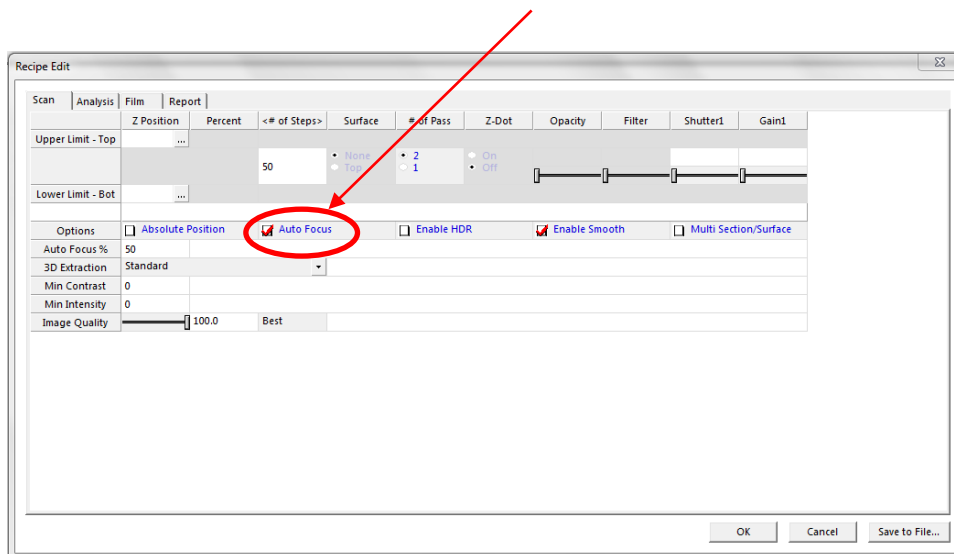 Recipe Edit
Scan Analysis Film Report
Z Position Percent <# of Steps> Surface # of Pass Z-Dot Opacity Filter Shutter1 Gain1
Upper Limit - Top ...
50 None 2 On
Top 1 Off
Lower Limit - Bot ...
Options Absolute Position Auto Focus Enable HDR Enable Smooth Multi Section/Surface
Auto Focus % 50
3D Extraction Standard
Min Contrast 0
Min Intensity 0
Image Quality 100.0 Best
OK Cancel Save to File...